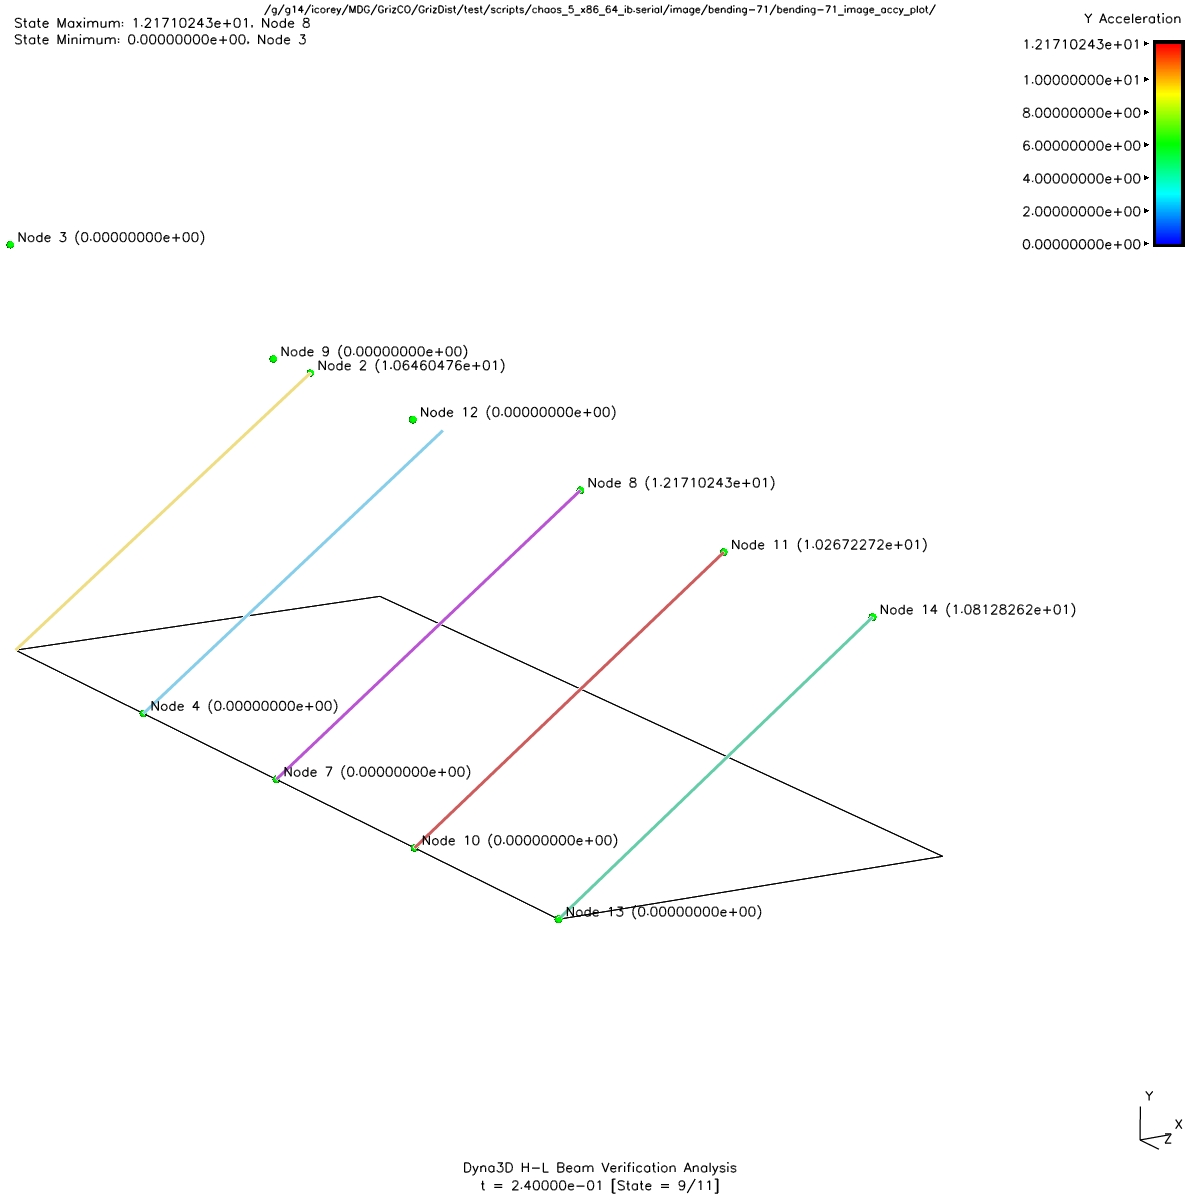 /g/g14/icorey/MDG/GrizCO/GrizDist/test/scripts/chaos_5_x86_64_ib.serial/image/bending-71/bending-71_image_accy_plot/
State Maximum: 1.21710243e+01, Node 8
State Minimum: 0.00000000e+00, Node 3
Y Acceleration
1.21710243e+01
1.00000000e+01
8.00000000e+00
6.00000000e+00
4.00000000e+00
2.00000000e+00
0.00000000e+00
Node 3 (0.00000000e+00)
Node 9 (0.00000000e+00)
Node 2 (1.06460476e+01)
Node 12 (0.00000000e+00)
Node 8 (1.21710243e+01)
Node 11 (1.02672272e+01)
Node 14 (1.08128262e+01)
Node 4 (0.00000000e+00)
Node 7 (0.00000000e+00)
Node 10 (0.00000000e+00)
Node 13 (0.00000000e+00)
Y
X
Z
Dyna3D H-L Beam Verification Analysis
t = 2.40000e-01 [State = 9/11]